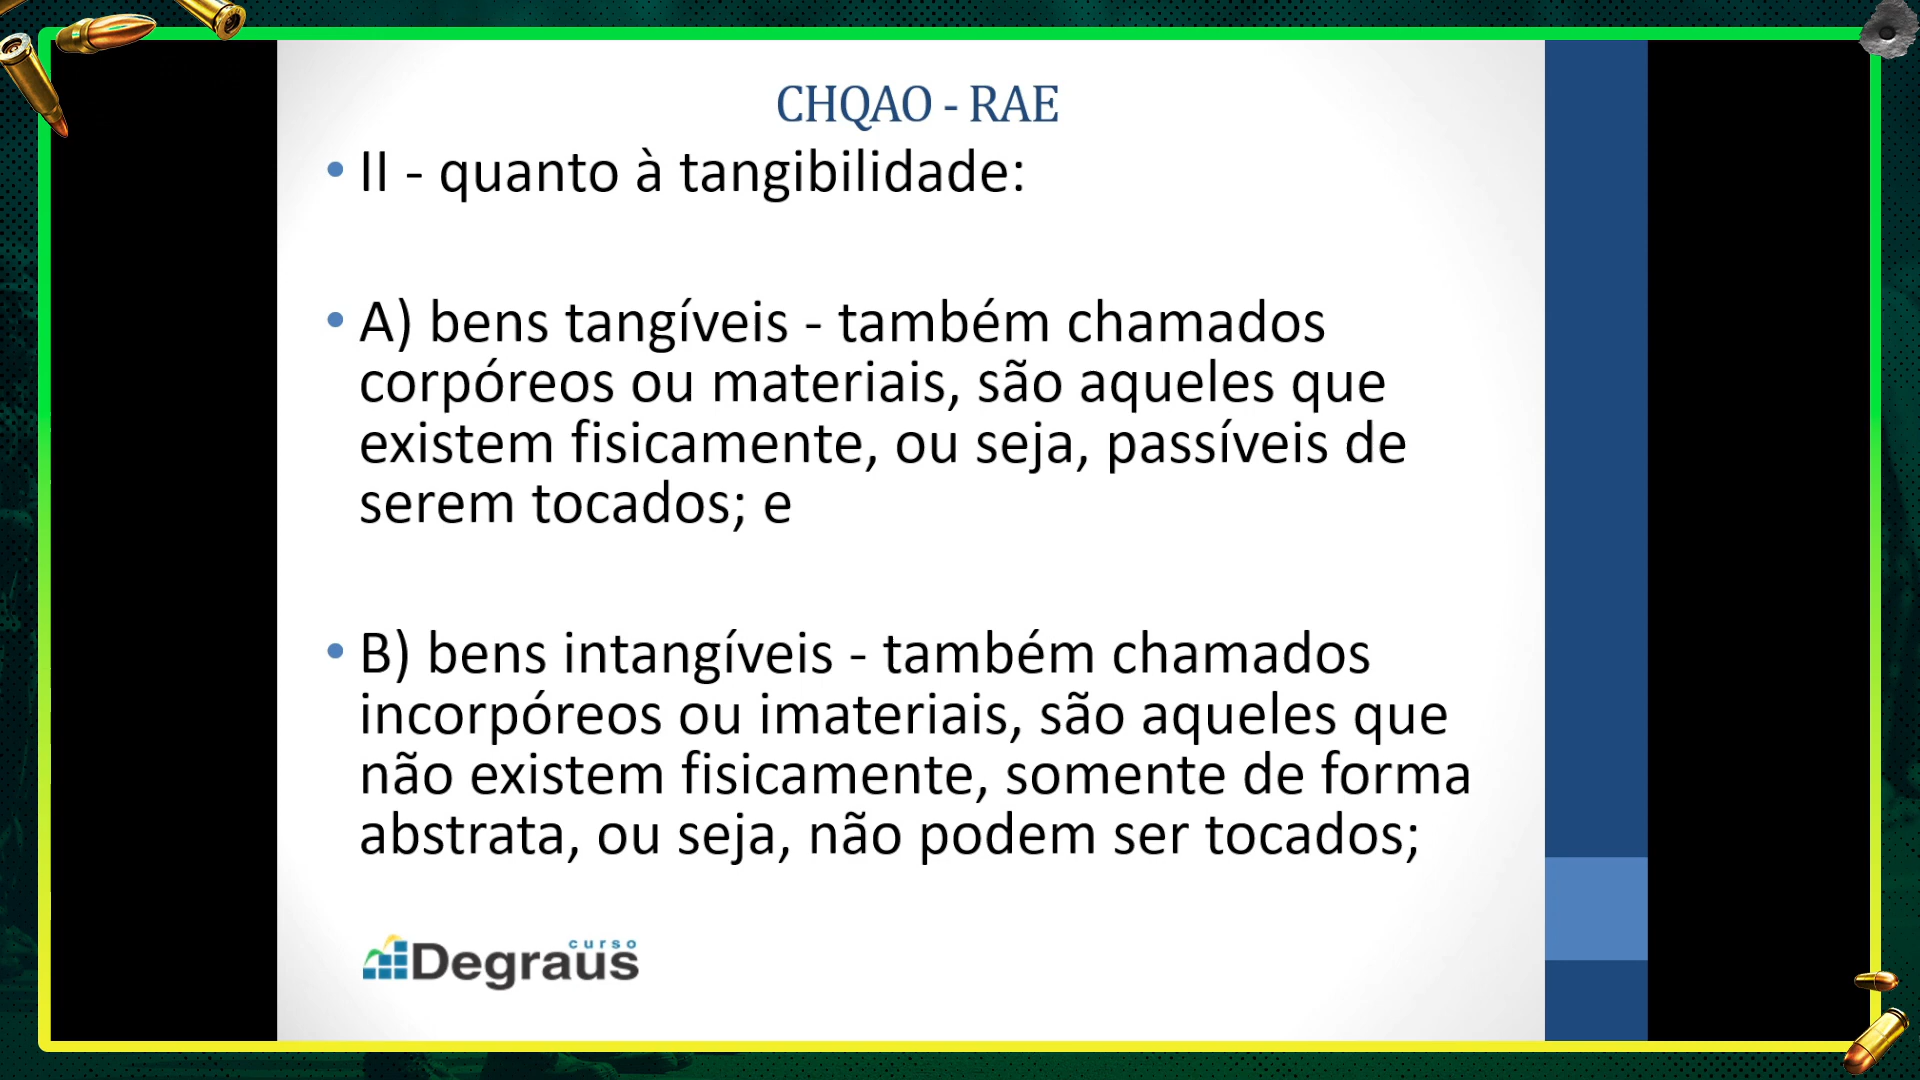 CHQAO - RAE
• II - quanto à tangibilidade:
• A) bens tangíveis - também chamados
corpóreos ou materiais, são aqueles que
existem fisicamente, ou seja, passíveis de
serem tocados; e
• B) bens intangíveis - também chamados
incorpóreos ou imateriais, são aqueles que
não existem fisicamente, somente de forma
abstrata, ou seja, não podem ser tocados;
curso
Degraus